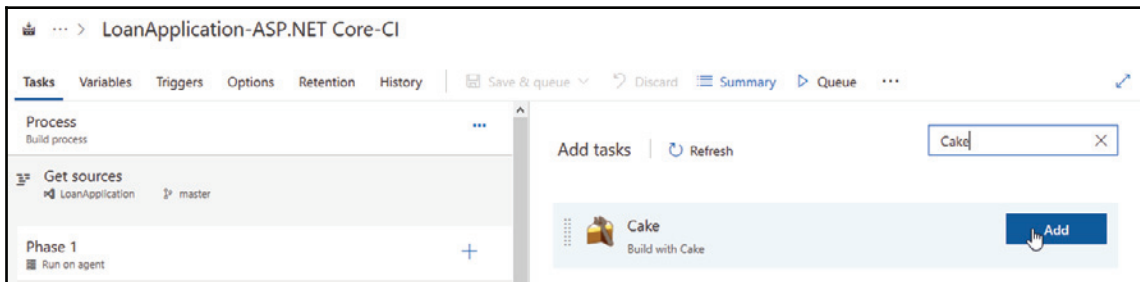 ... > LoanApplication-ASP.NET Core-CI
Tasks Variables Triggers Options Retention History Save & queue Discard Summary Queue ...
Process ...
Build process
Get sources
LoanApplication master
Phase 1 +
Run on agent
Add tasks Refresh Cake
Cake Add
Build with Cake